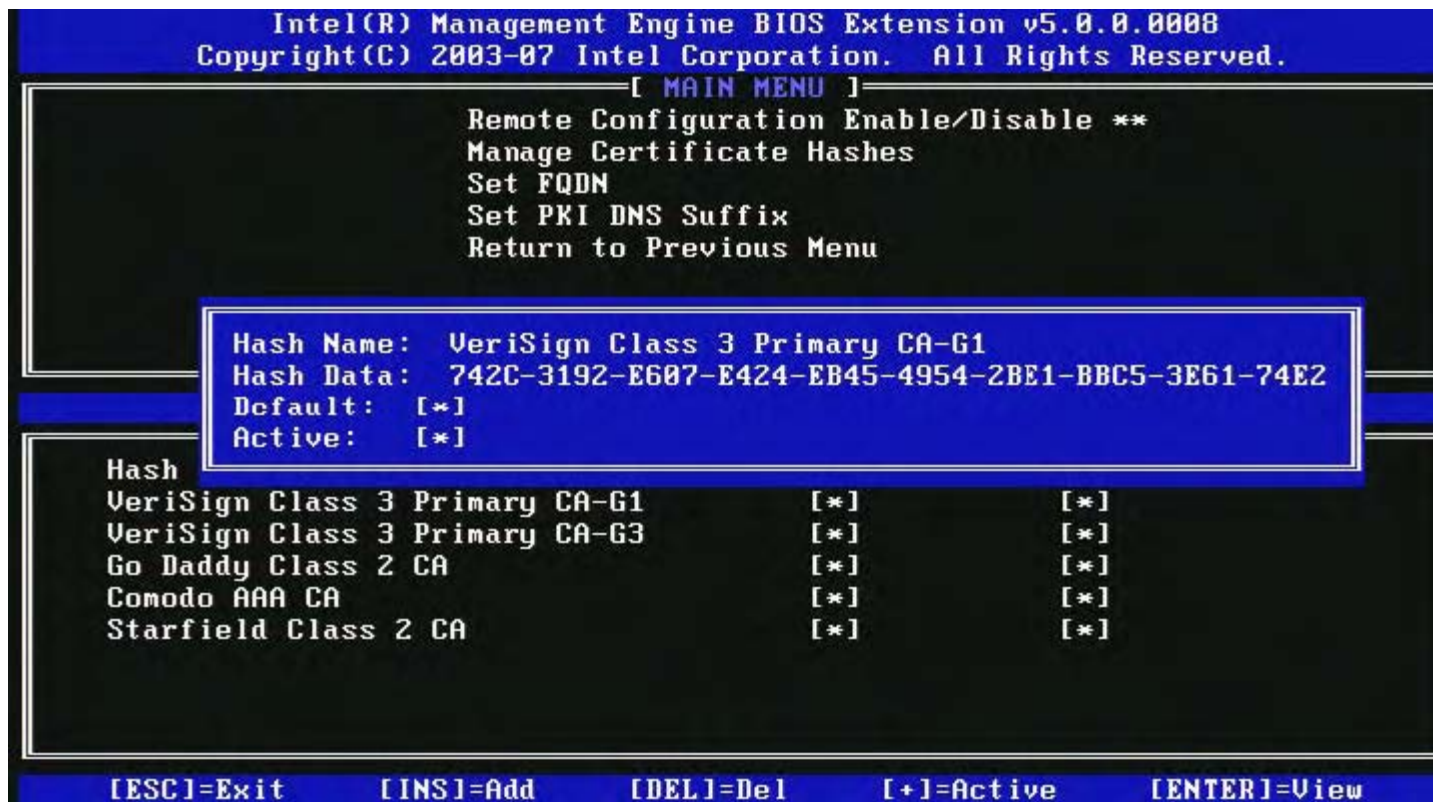 Intel(R) Management Engine BIOS Extension v5.0.0.0008
Copyright(C) 2003-07 Intel Corporation. All Rights Reserved.
[ MAIN MENU ]
Remote Configuration Enable/Disable **
Manage Certificate Hashes
Set FQDN
Set PKI DNS Suffix
Return to Previous Menu
Hash Name: VeriSign Class 3 Primary CA-G1
Hash Data: 742C-3192-E607-E424-EB45-4954-2BE1-BBC5-3E61-74E2
Default: [*]
Active: [*]
Hash
VeriSign Class 3 Primary CA-G1 [*] [*]
VeriSign Class 3 Primary CA-G3 [*] [*]
Go Daddy Class 2 CA [*] [*]
Comodo AAA CA [*] [*]
Starfield Class 2 CA [*] [*]
[ESC]=Exit [INS]=Add [DEL]=Del [+]=Active [ENTER]=View